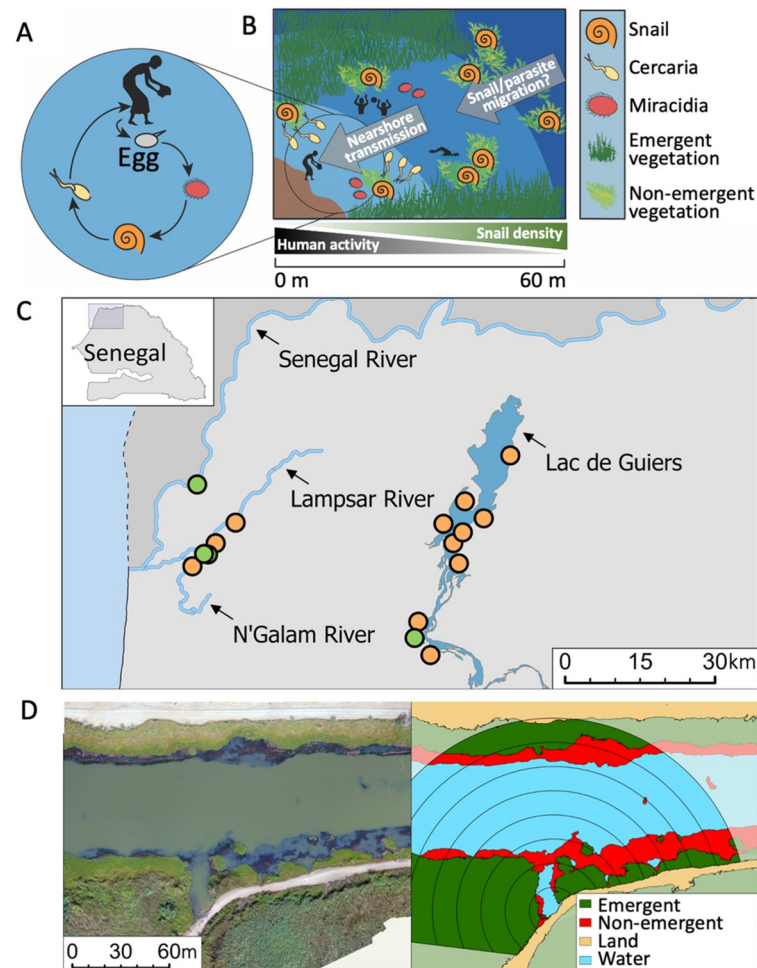 A
Egg
B
Snail/parasite
migration?
Nearshore
transmission
Human activity
Snail density
0 m
60 m
Snail
Cercaria
Miracidia
Emergent
vegetation
Non-emergent
vegetation
C
Senegal
Senegal River
Lampsar River
Lac de Guiers
N'Galam River
0
15
30km
D
0
30
60m
Emergent
Non-emergent
Land
Water